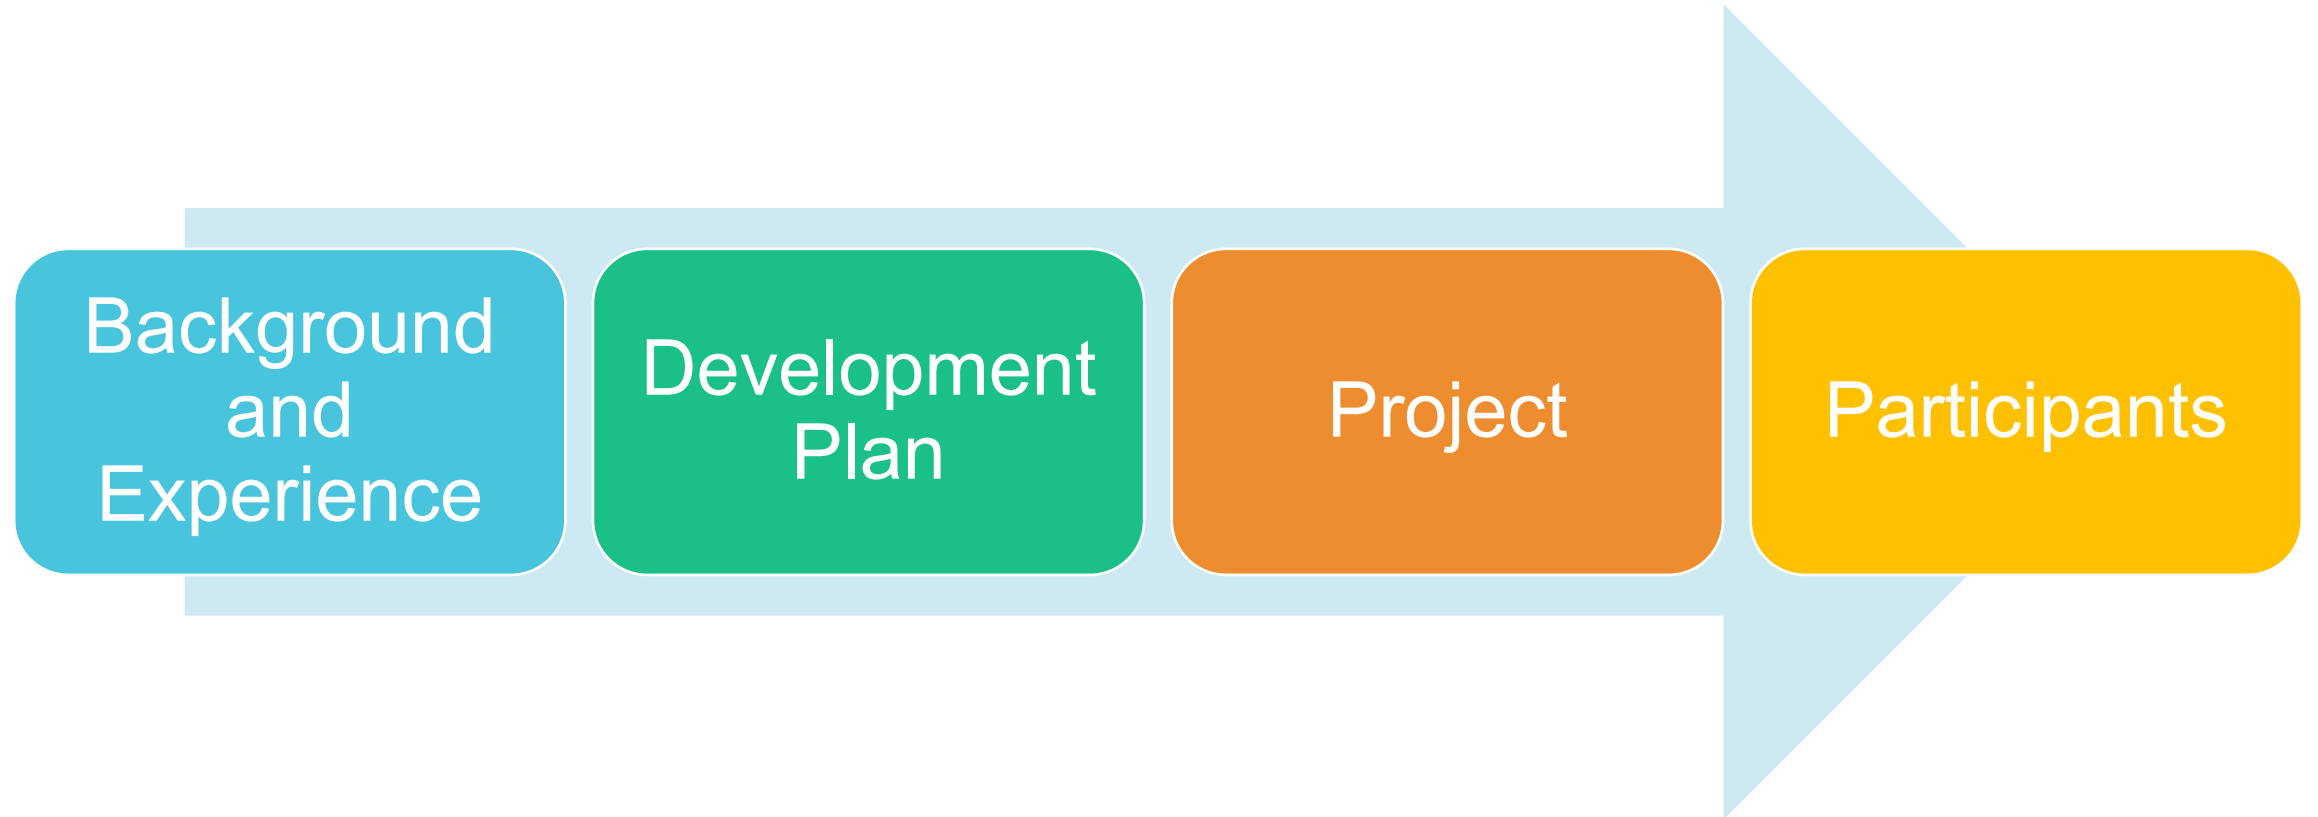 Background
and
Experience
Development
Plan
Project
Participants